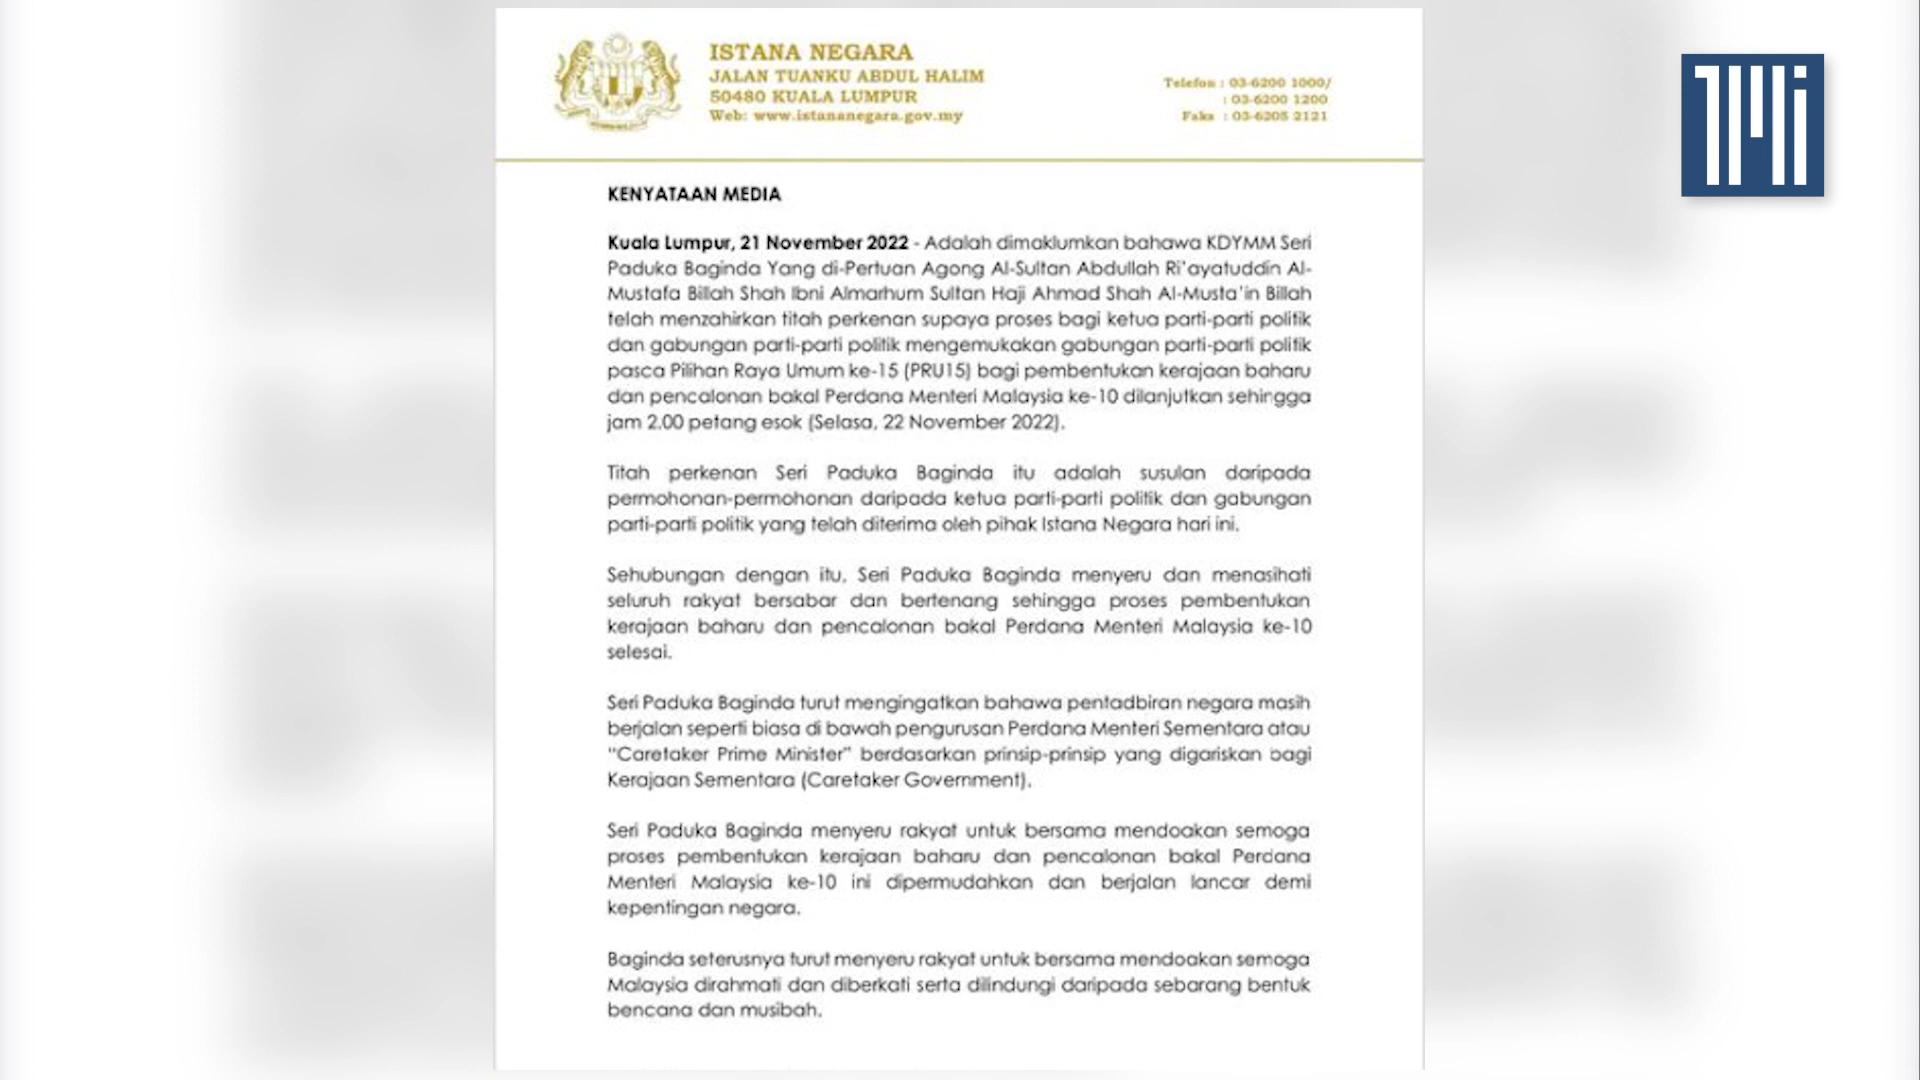 ISTANA NEGARA
JALAN TUANKU ABDUL HALIM
50480 KUALA LUMPUR
Web: www.istananegara.gov.my
Telefon : 03-6200 1000/
: 03-6200 1200
Faks : 03-6205 2121
TMi
KENYATAAN MEDIA
Kuala Lumpur, 21 November 2022 - Adalah dimaklumkan bahawa KDYMM Seri
Paduka Baginda Yang di-Pertuan Agong Al-Sultan Abdullah Ri'ayatuddin Al-
Mustafa Billah Shah Ibni Almarhum Sultan Haji Ahmad Shah Al-Musta'in Billah
telah menzahirkan titah perkenan supaya proses bagi ketua parti-parti politik
dan gabungan parti-parti politik mengemukakan gabungan parti-parti politik
pasca Pilihan Raya Umum ke-15 (PRU15) bagi pembentukan kerajaan baharu
dan pencalonan bakal Perdana Menteri Malaysia ke-10 dilanjutkan sehingga
jam 2.00 petang esok (Selasa, 22 November 2022).
Titah perkenan Seri Paduka Baginda itu adalah susulan daripada
permohonan-permohonan daripada ketua parti-parti politik dan gabungan
parti-parti politik yang telah diterima oleh pihak Istana Negara hari ini.
Sehubungan dengan itu, Seri Paduka Baginda menyeru dan menasihati
seluruh rakyat bersabar dan bertenang sehingga proses pembentukan
kerajaan baharu dan pencalonan bakal Perdana Menteri Malaysia ke-10
selesai.
Seri Paduka Baginda turut mengingatkan bahawa pentadbiran negara masih
berjalan seperti biasa di bawah pengurusan Perdana Menteri Sementara atau
"Caretaker Prime Minister" berdasarkan prinsip-prinsip yang digariskan bagi
Kerajaan Sementara (Caretaker Government).
Seri Paduka Baginda menyeru rakyat untuk bersama mendoakan semoga
proses pembentukan kerajaan baharu dan pencalonan bakal Perdana
Menteri Malaysia ke-10 ini dipermudahkan dan berjalan lancar demi
kepentingan negara.
Baginda seterusnya turut menyeru rakyat untuk bersama mendoakan semoga
Malaysia dirahmati dan diberkati serta dilindungi daripada sebarang bentuk
bencana dan musibah.